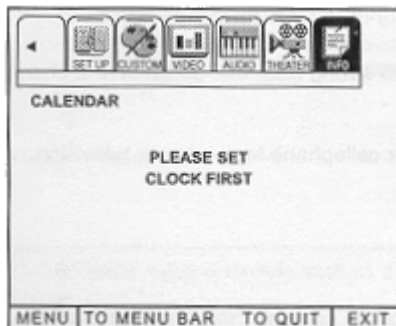 SET UP CUSTOM VIDEO AUDIO THEATER INFO
CALENDAR
PLEASE SET
CLOCK FIRST
MENU TO MENU BAR TO QUIT EXIT